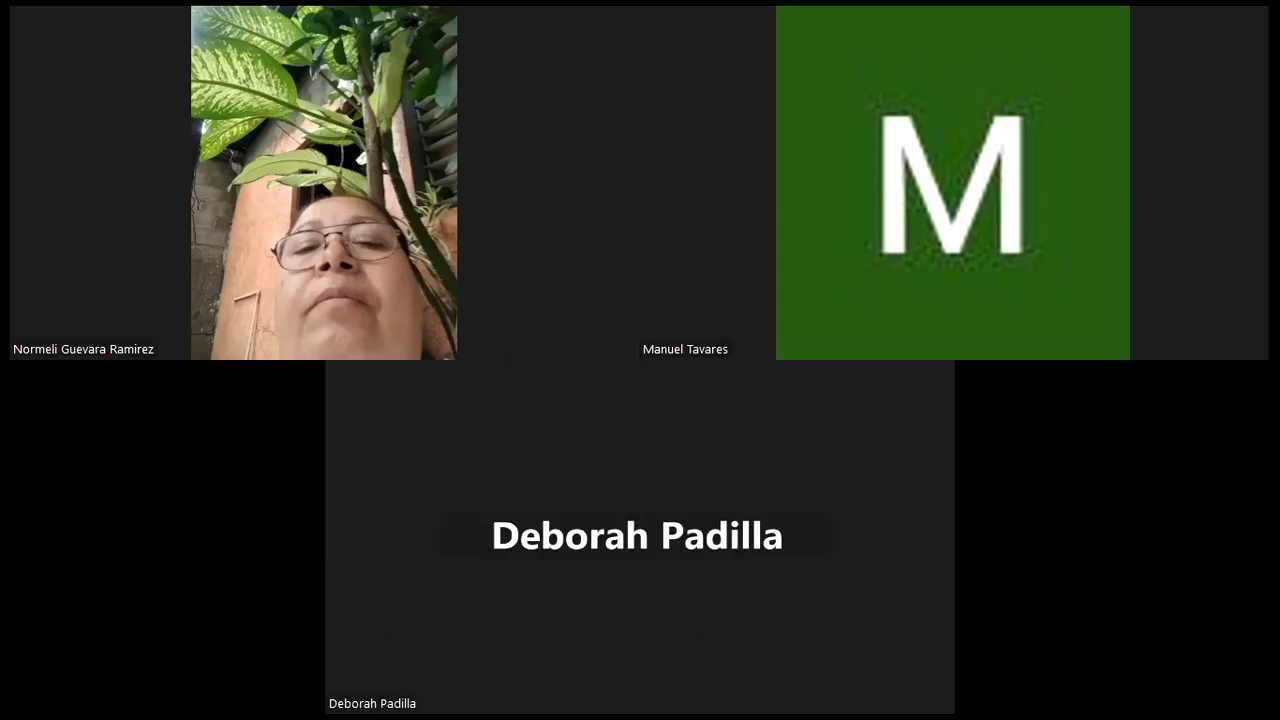 Normeli Guevara Ramirez
M
Manuel Tavares
Deborah Padilla
Deborah Padilla